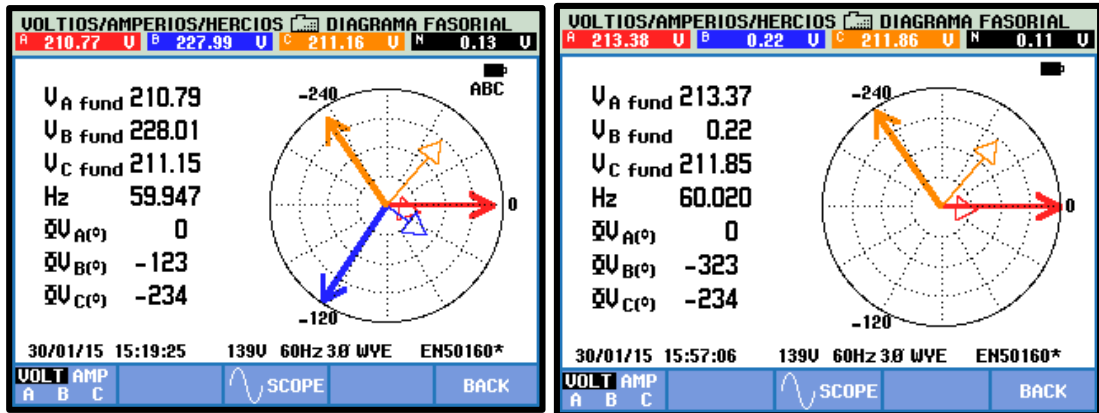 VOLTIOS/AMPERIOS/HERCIOS DIAGRAMA FASORIAL
A 210.77 V B 227.99 V C 211.16 V N 0.13 V
ABC
V A fund 210.79
V B fund 228.01
V C fund 211.15
Hz 59.947
ΦV A(°) 0
ΦV B(°) -123
ΦV C(°) -234
-240
0
-120
30/01/15 15:19:25 139V 60Hz 3Ø WYE EN50160*
VOLT AMP
A B C
SCOPE
BACK
VOLTIOS/AMPERIOS/HERCIOS DIAGRAMA FASORIAL
A 213.38 V B 0.22 V C 211.86 V N 0.11 V
V A fund 213.37
V B fund 0.22
V C fund 211.85
Hz 60.020
ΦV A(°) 0
ΦV B(°) -323
ΦV C(°) -234
-240
0
-120
30/01/15 15:57:06 139V 60Hz 3Ø WYE EN50160*
VOLT AMP
A B C
SCOPE
BACK